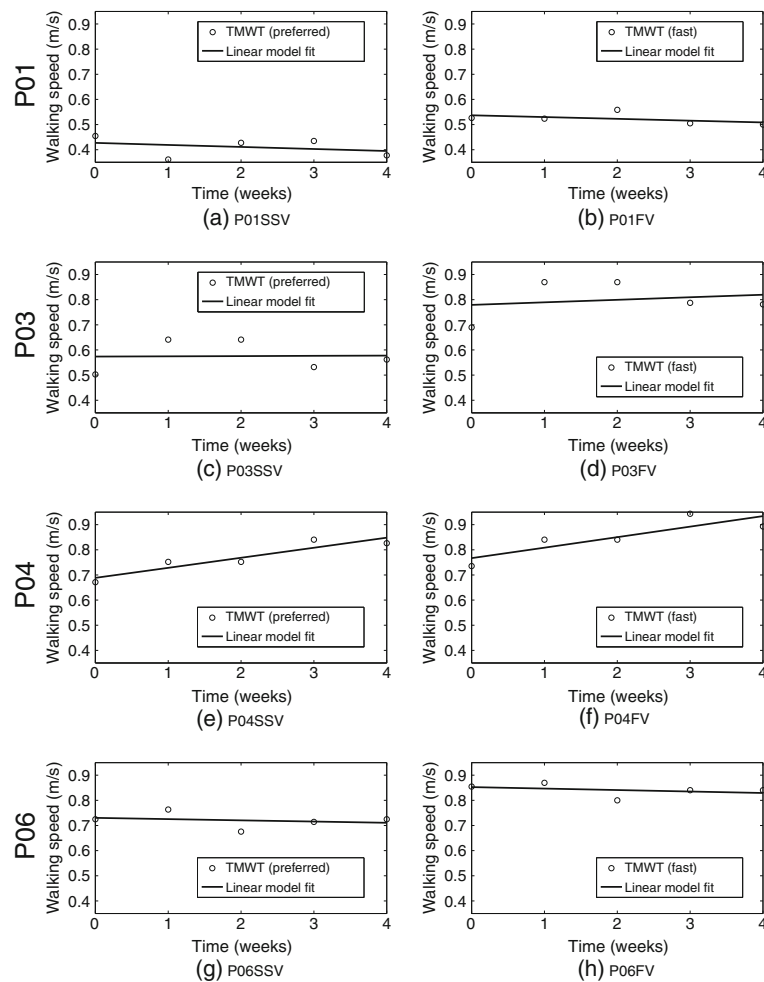 P01
Walking speed (m/s)
0.9
0.8
0.7
0.6
0.5
0.4
TMWT (preferred)
Linear model fit
0 1 2 3 4
Time (weeks)
(a) P01SSV
Walking speed (m/s)
0.9
0.8
0.7
0.6
0.5
0.4
TMWT (fast)
Linear model fit
0 1 2 3 4
Time (weeks)
(b) P01FV
P03
Walking speed (m/s)
0.9
0.8
0.7
0.6
0.5
0.4
TMWT (preferred)
Linear model fit
0 1 2 3 4
Time (weeks)
(c) P03SSV
Walking speed (m/s)
0.9
0.8
0.7
0.6
0.5
0.4
TMWT (fast)
Linear model fit
0 1 2 3 4
Time (weeks)
(d) P03FV
P04
Walking speed (m/s)
0.9
0.8
0.7
0.6
0.5
0.4
TMWT (preferred)
Linear model fit
0 1 2 3 4
Time (weeks)
(e) P04SSV
Walking speed (m/s)
0.9
0.8
0.7
0.6
0.5
0.4
TMWT (fast)
Linear model fit
0 1 2 3 4
Time (weeks)
(f) P04FV
P06
Walking speed (m/s)
0.9
0.8
0.7
0.6
0.5
0.4
TMWT (preferred)
Linear model fit
0 1 2 3 4
Time (weeks)
(g) P06SSV
Walking speed (m/s)
0.9
0.8
0.7
0.6
0.5
0.4
TMWT (fast)
Linear model fit
0 1 2 3 4
Time (weeks)
(h) P06FV